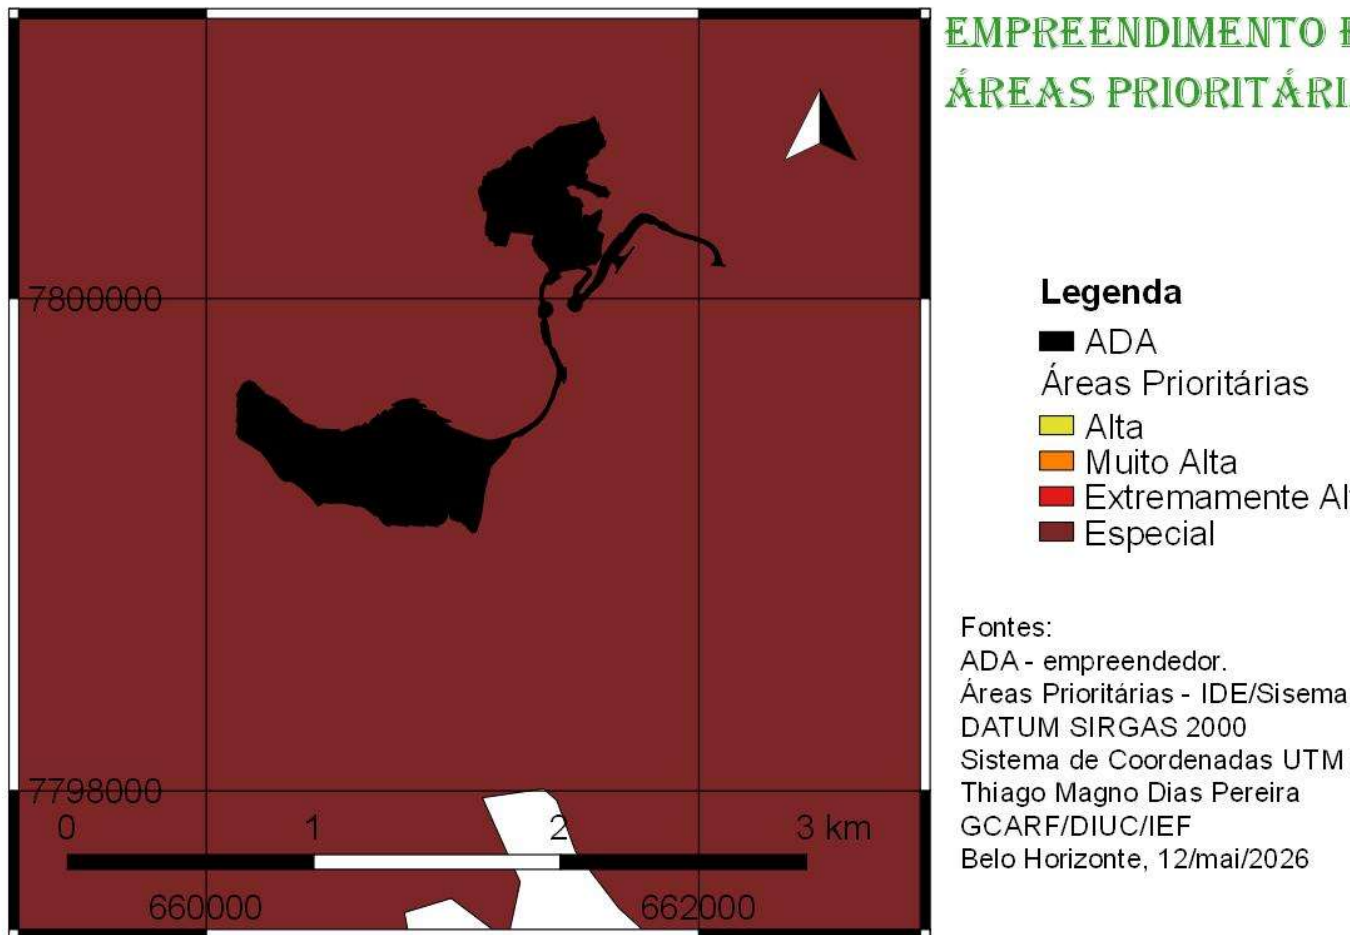 EMPREENDIMENTO E
ÁREAS PRIORITÁRI
7800000
7798000
0 1 2 3 km
660000 662000
Legenda
ADA
Áreas Prioritárias
Alta
Muito Alta
Extremamente Al
Especial
Fontes:
ADA - empreendedor.
Áreas Prioritárias - IDE/Sisema
DATUM SIRGAS 2000
Sistema de Coordenadas UTM
Thiago Magno Dias Pereira
GCARF/DIUC/IEF
Belo Horizonte, 12/mai/2026